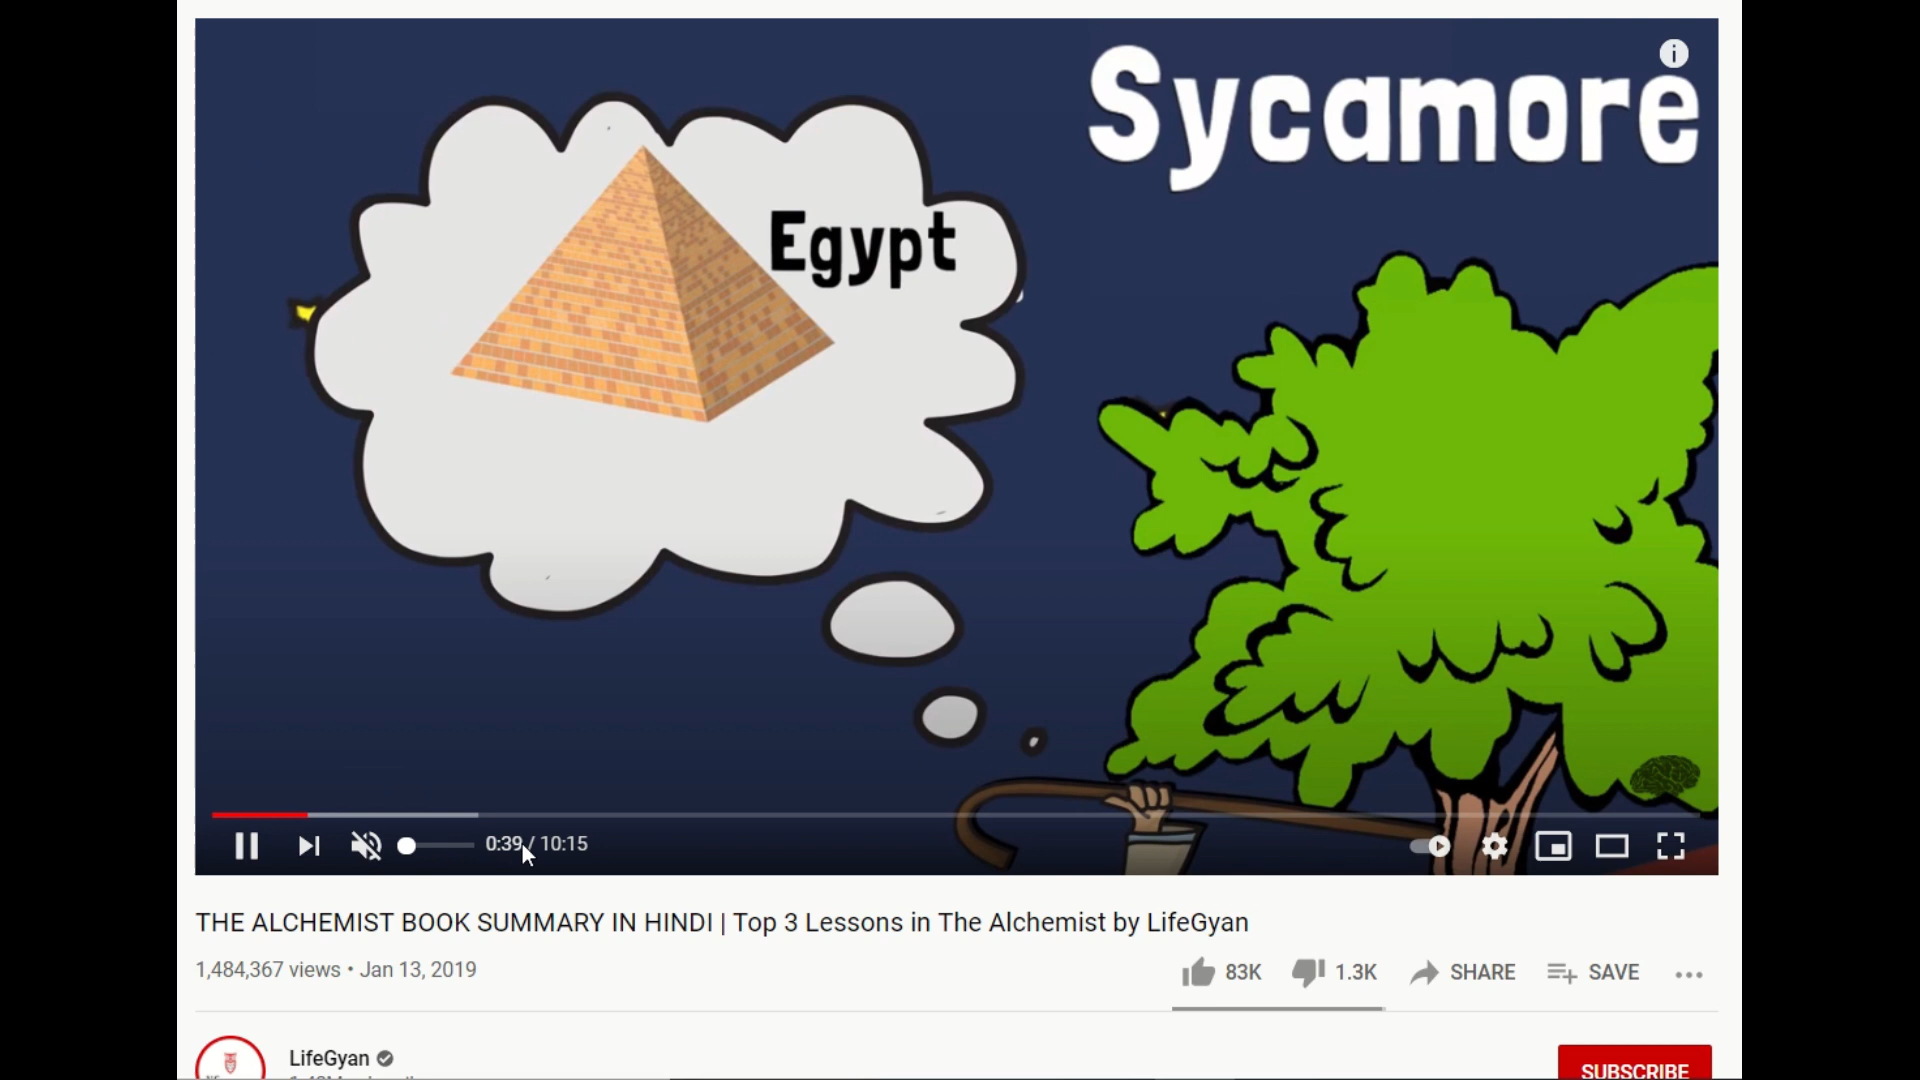 Sycamore
Egypt
0:39 / 10:15
THE ALCHEMIST BOOK SUMMARY IN HINDI | Top 3 Lessons in The Alchemist by LifeGyan
1,484,367 views • Jan 13, 2019
83K
1.3K
SHARE
SAVE
LifeGyan
SUBSCRIBE